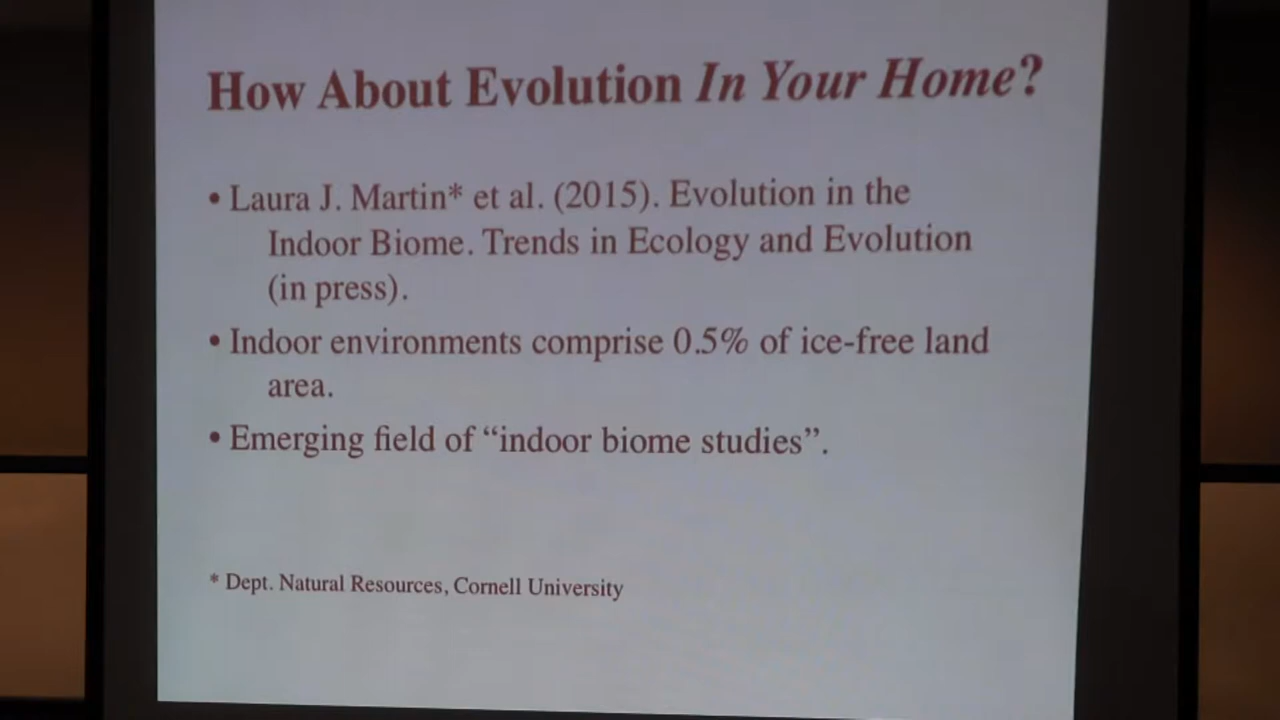 How About Evolution In Your Home?
• Laura J. Martin* et al. (2015). Evolution in the
Indoor Biome. Trends in Ecology and Evolution
(in press).
• Indoor environments comprise 0.5% of ice-free land
area.
• Emerging field of “indoor biome studies”.
* Dept. Natural Resources, Cornell University